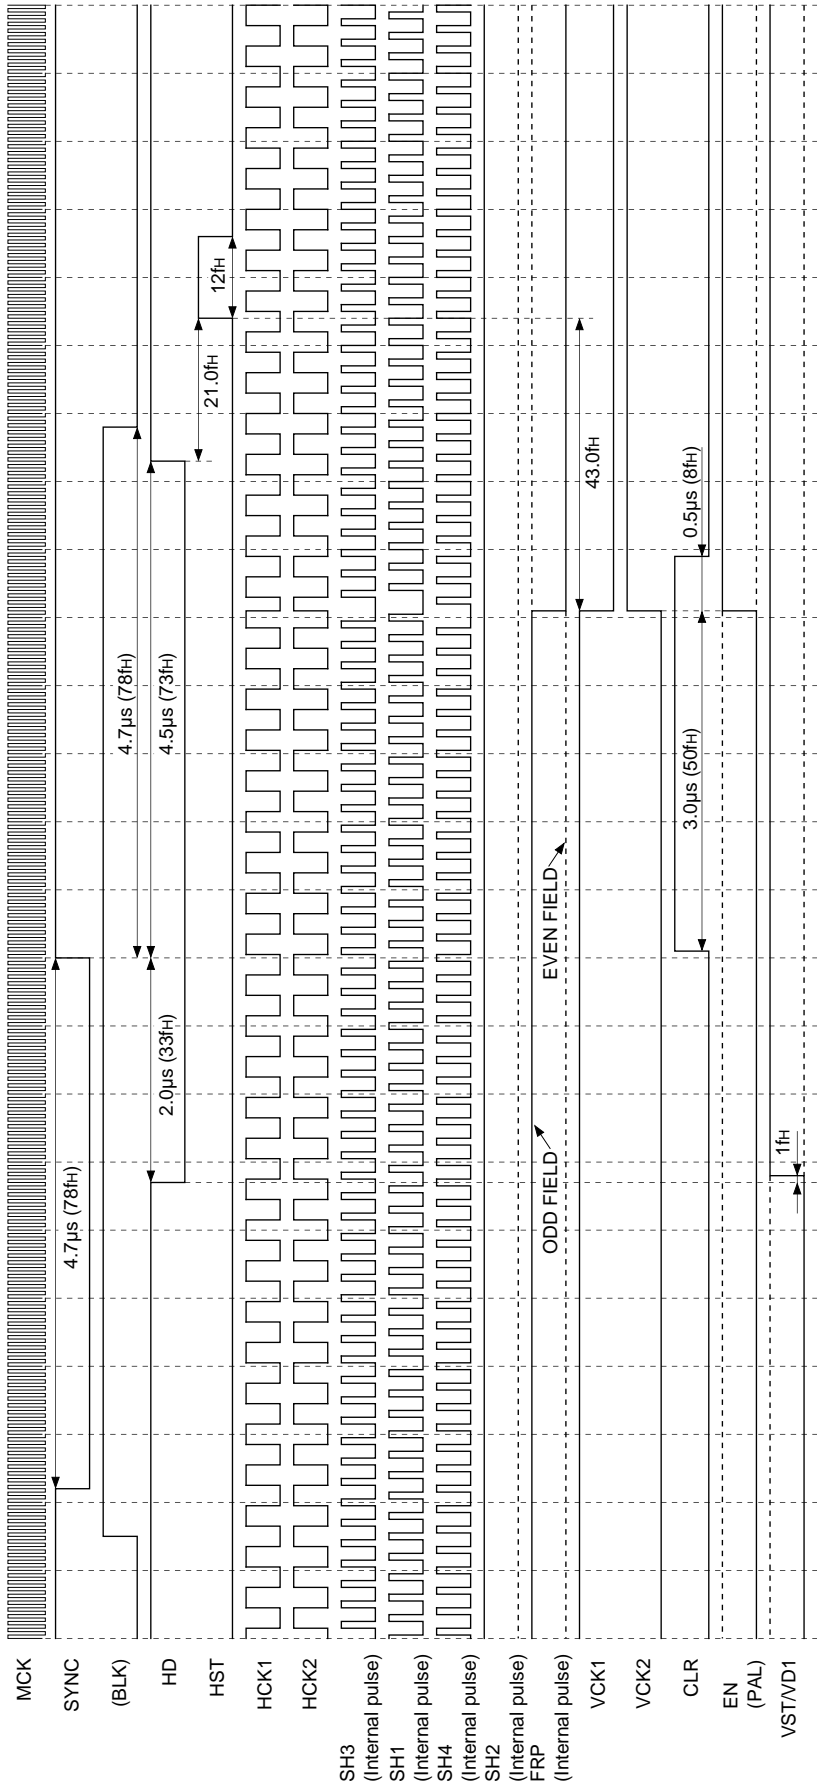 MCK
SYNC
(BLK)
HD
HST
HCK1
HCK2
SH3
(Internal pulse)
SH1
(Internal pulse)
SH4
(Internal pulse)
SH2
(Internal pulse)
FRP
(Internal pulse)
VCK1
VCK2
CLR
EN
(PAL)
VST/VD1
4.7µs (78fH)
4.7µs (78fH)
2.0µs (33fH)
4.5µs (73fH)
21.0fH
12fH
ODD FIELD
EVEN FIELD
43.0fH
3.0µs (50fH)
0.5µs (8fH)
1fH